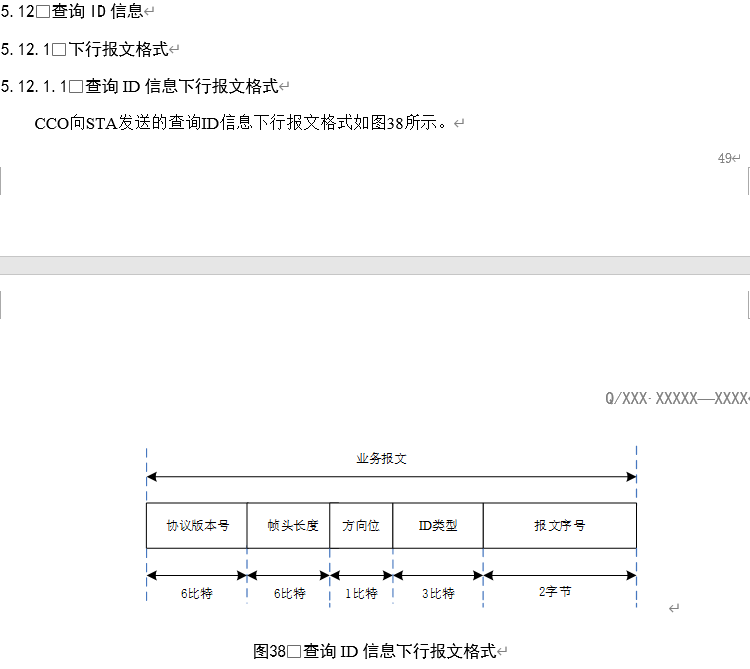 5.12□查询 ID 信息↵
5.12.1□下行报文格式↵
5.12.1.1□查询 ID 信息下行报文格式↵
CCO向STA发送的查询ID信息下行报文格式如图38所示。↵
49↵
Q/XXX·XXXXX—XXXX
业务报文
协议版本号 帧头长度 方向位 ID类型 报文序号
6比特 6比特 1比特 3比特 2字节
↵
图38□查询 ID 信息下行报文格式↵